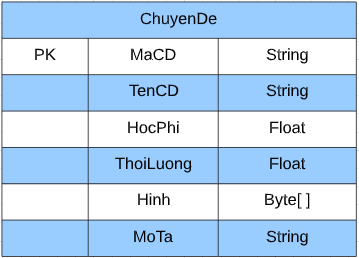 ChuyenDe
PK MaCD String
TenCD String
HocPhi Float
ThoiLuong Float
Hinh Byte[ ]
MoTa String